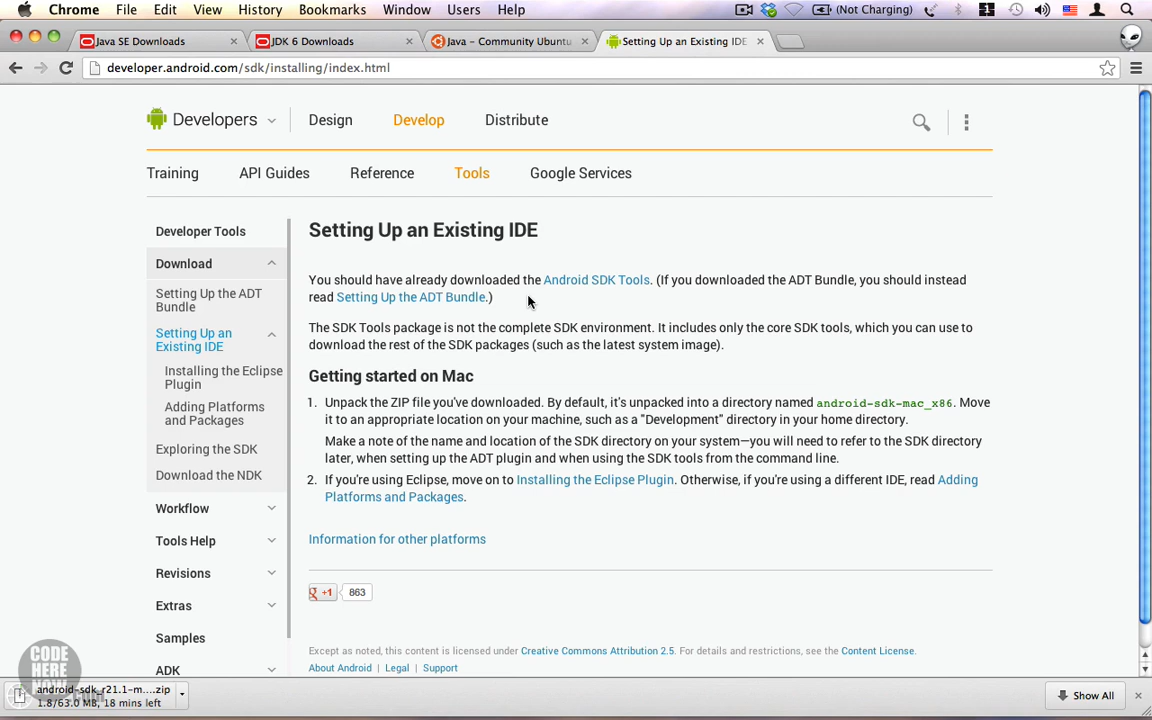 Chrome File Edit View History Bookmarks Window Users Help (Not Charging) 1
Java SE Downloads JDK 6 Downloads Java – Community Ubuntu Setting Up an Existing IDE
developer.android.com/sdk/installing/index.html
Developers Design Develop Distribute
Training API Guides Reference Tools Google Services
Developer Tools
Download
Setting Up the ADT
Bundle
Setting Up an
Existing IDE
Installing the Eclipse
Plugin
Adding Platforms
and Packages
Exploring the SDK
Download the NDK
Workflow
Tools Help
Revisions
Extras
Samples
ADK
Setting Up an Existing IDE
You should have already downloaded the Android SDK Tools. (If you downloaded the ADT Bundle, you should instead
read Setting Up the ADT Bundle.)
The SDK Tools package is not the complete SDK environment. It includes only the core SDK tools, which you can use to
download the rest of the SDK packages (such as the latest system image).
Getting started on Mac
1. Unpack the ZIP file you've downloaded. By default, it's unpacked into a directory named android-sdk-mac_x86. Move
it to an appropriate location on your machine, such as a "Development" directory in your home directory.
Make a note of the name and location of the SDK directory on your system—you will need to refer to the SDK directory
later, when setting up the ADT plugin and when using the SDK tools from the command line.
2. If you're using Eclipse, move on to Installing the Eclipse Plugin. Otherwise, if you're using a different IDE, read Adding
Platforms and Packages.
Information for other platforms
g +1 863
Except as noted, this content is licensed under Creative Commons Attribution 2.5. For details and restrictions, see the Content License.
About Android | Legal | Support
CODE
HERE
NOW
android-sdk_r21.1-m....zip
1.8/63.0 MB, 18 mins left
Show All